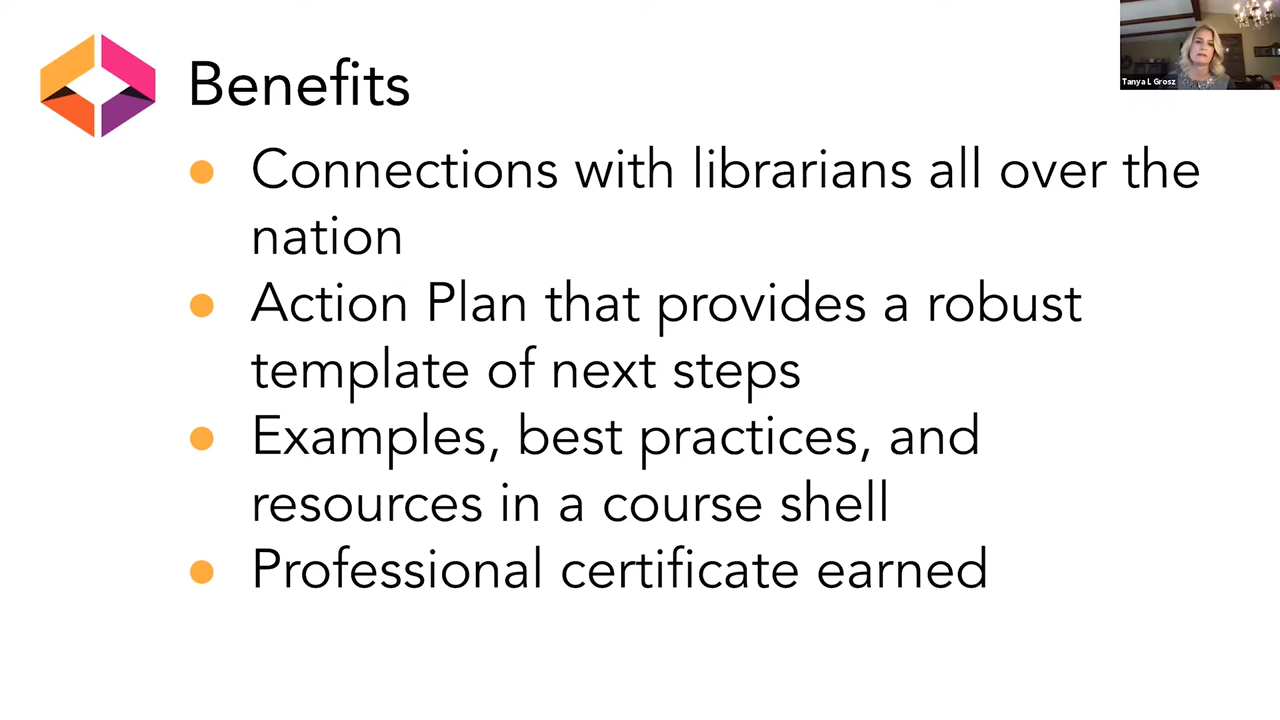 Benefits
Connections with librarians all over the
nation
Action Plan that provides a robust
template of next steps
Examples, best practices, and
resources in a course shell
Professional certificate earned
Tanya L Grosz